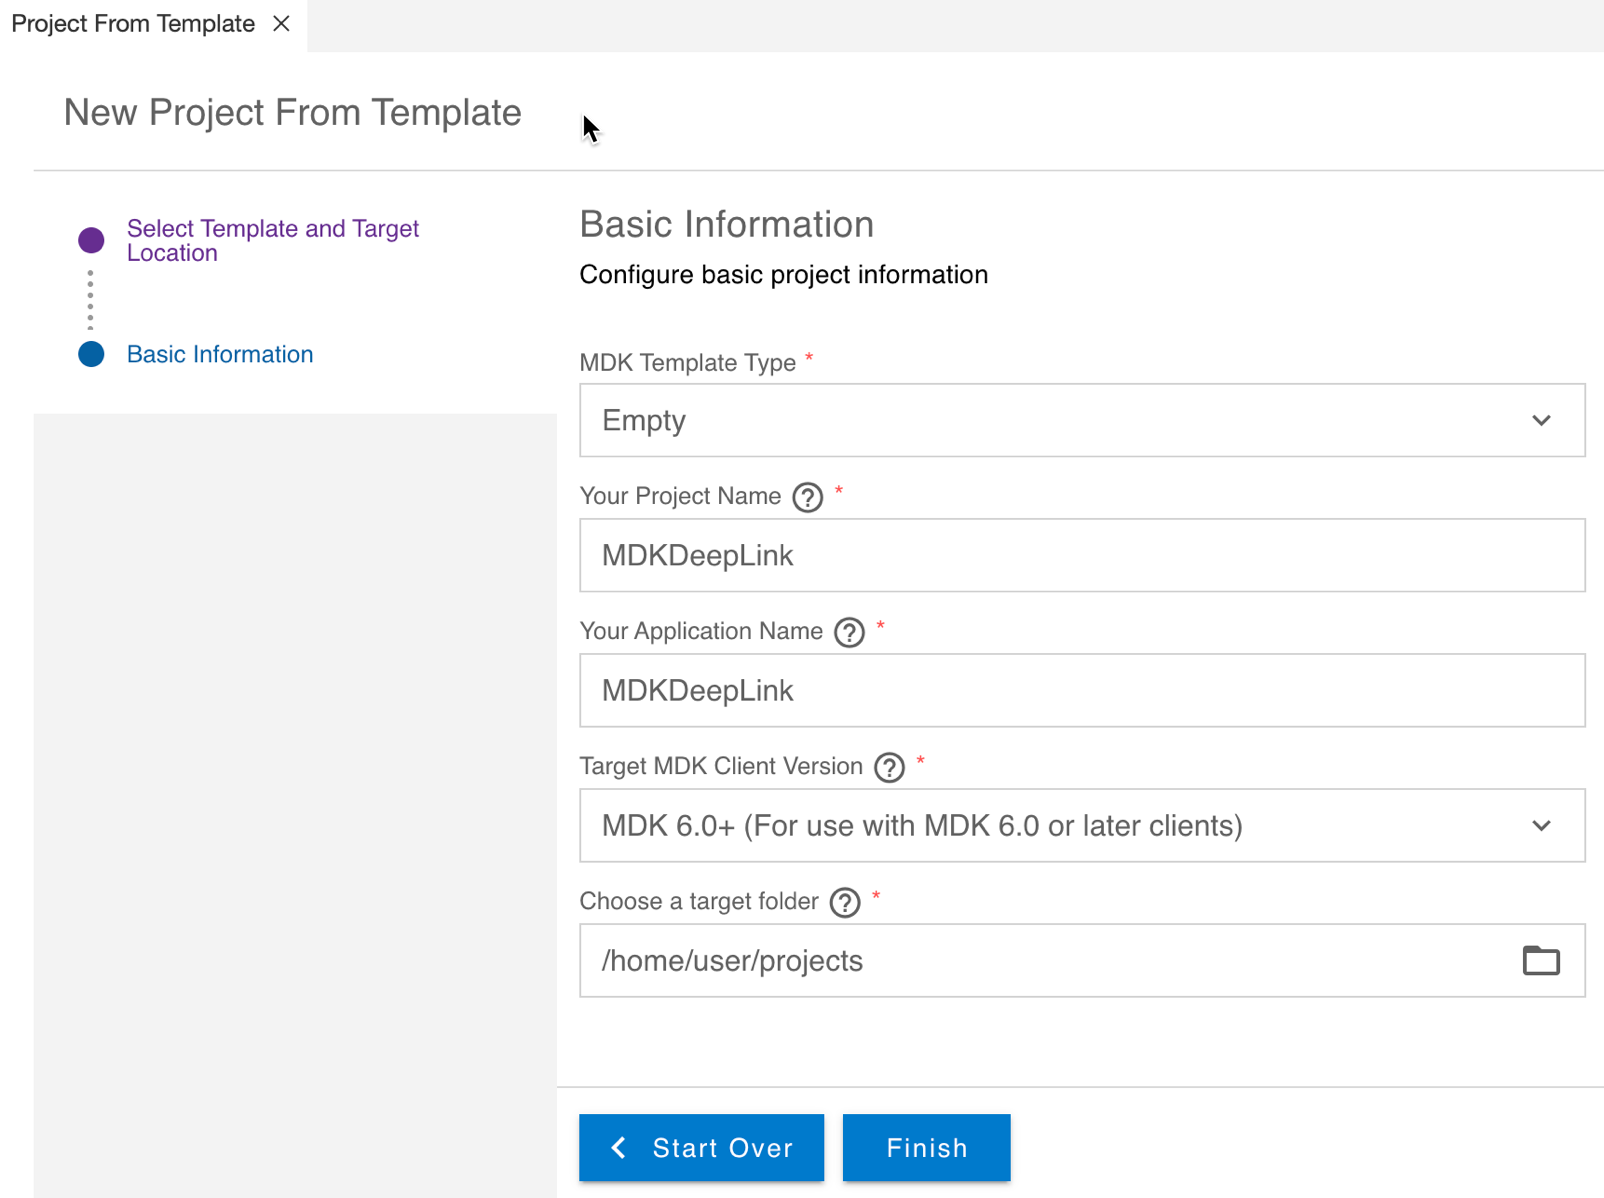 Project From Template
New Project From Template
Select Template and Target
Location
Basic Information
Basic Information
Configure basic project information
MDK Template Type *
Empty
Your Project Name ? *
MDKDeepLink
Your Application Name ? *
MDKDeepLink
Target MDK Client Version ? *
MDK 6.0+ (For use with MDK 6.0 or later clients)
Choose a target folder ? *
/home/user/projects
Start Over
Finish